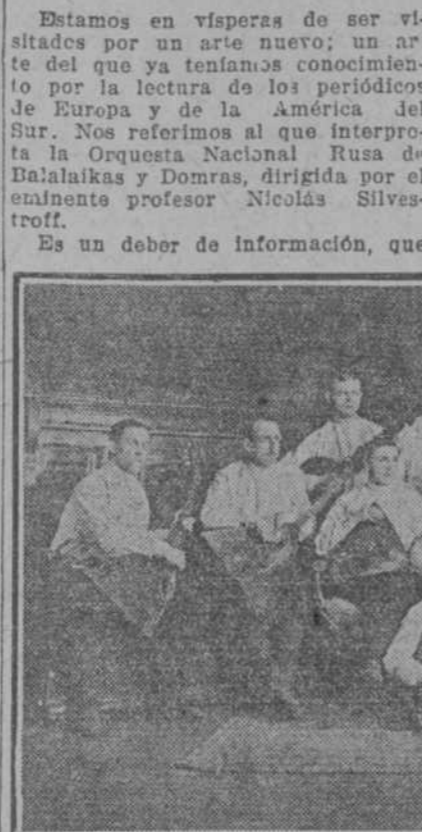 Estamos en vísperas de ser vi-
sitados por un arte nuevo; un ar-
te del que ya teníamos conocimien-
to por la lectura de los periódicos
de Europa y de la América del
Sur. Nos referimos al que interpre-
ta la Orquesta Nacional Rusa de
Balalaikas y Domras, dirigida por el
eminente profesor Nicolás Silves-
troff.
Es un deber de información, que